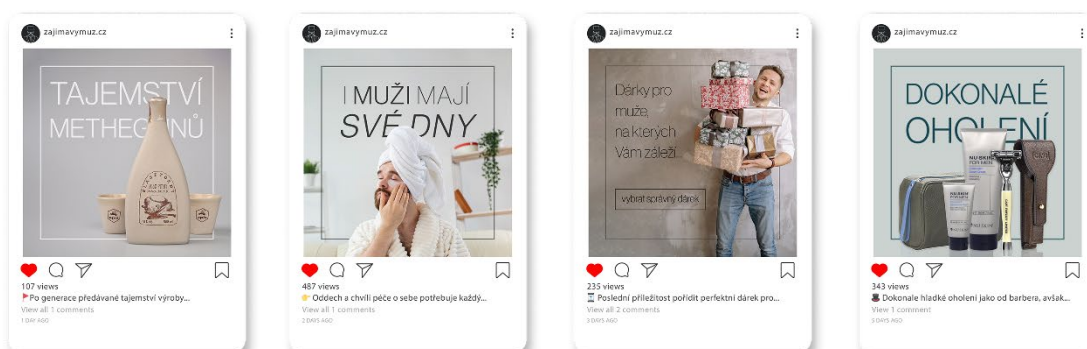 zajimavymuz.cz
TAJEMSTVÍ
METHEGLINŮ
107 views
🚩Po generace předávané tajemství výroby...
View all 1 comments
1 DAY AGO
zajimavymuz.cz
I MUŽI MAJÍ
SVÉ DNY
487 views
👉 Oddech a chvíli péče o sebe potřebuje každý...
View all 1 comments
2 DAYS AGO
zajimavymuz.cz
Dárky pro
muže,
na kterých
Vám záleží.
vybrat správný dárek
235 views
⏳ Poslední příležitost pořídit perfektní dárek pro...
View all 2 comments
3 DAYS AGO
zajimavymuz.cz
DOKONALÉ
OHOLENÍ
NU SKIN
FOR MEN
343 views
🎩 Dokonale hladké oholení jako od barbera, avšak...
View 1 comment
5 DAYS AGO